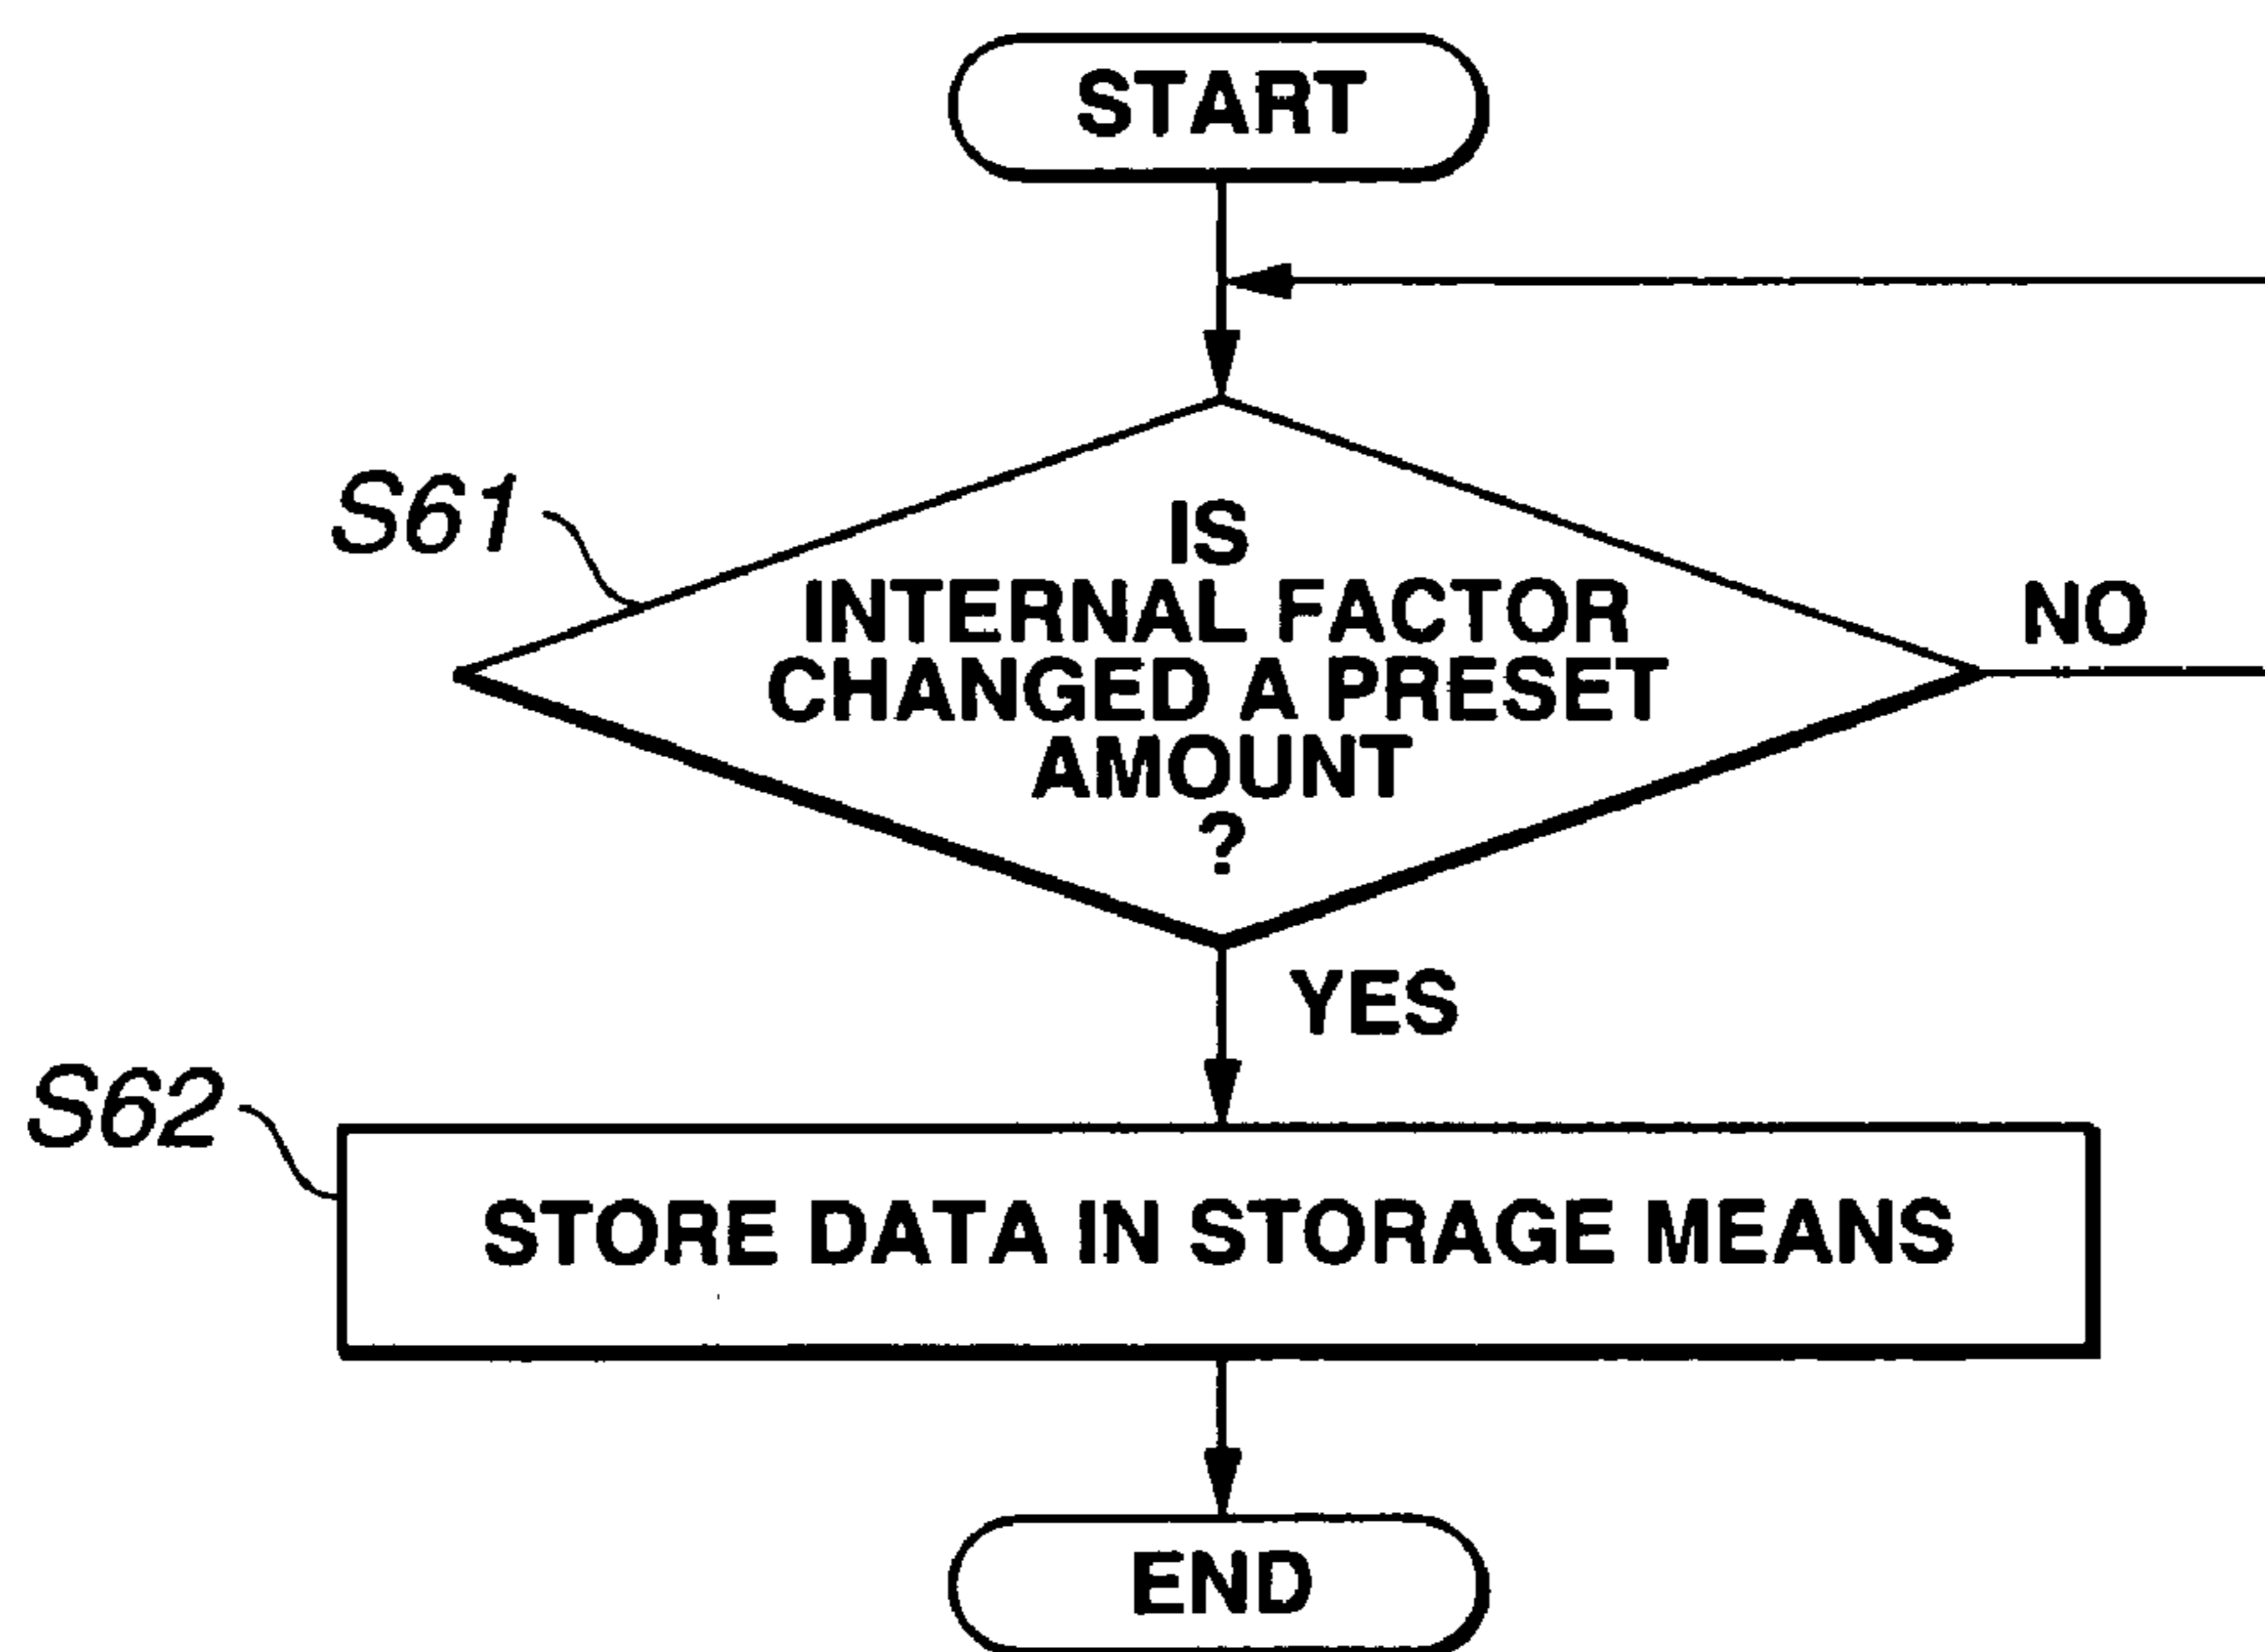 START
S61
IS
INTERNAL FACTOR
CHANGED A PRESET
AMOUNT
?
NO
YES
S62
STORE DATA IN STORAGE MEANS
END